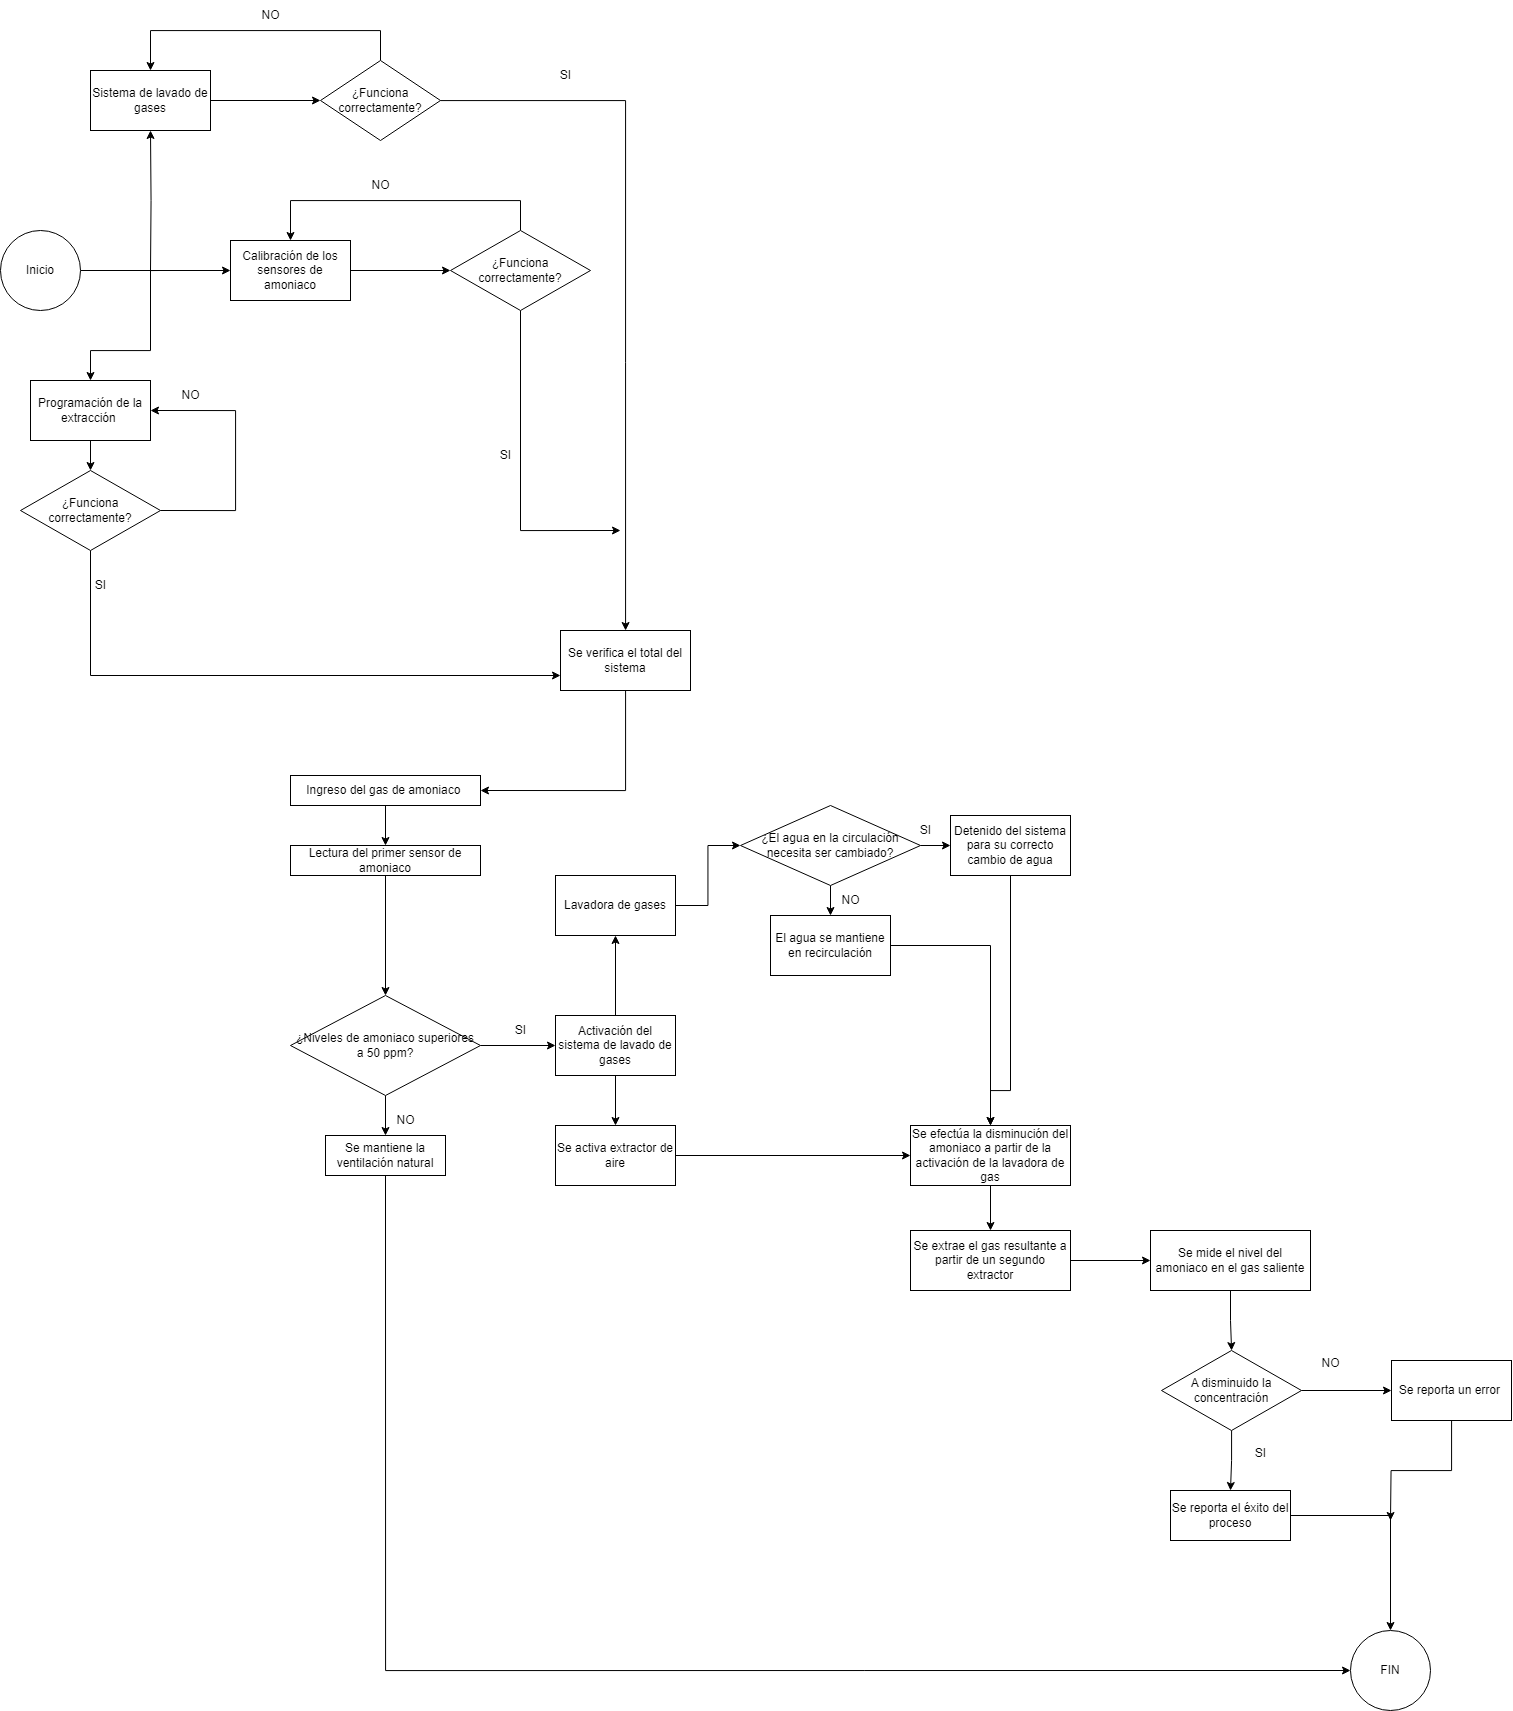 NO
SI
Sistema de lavado de
gases
¿Funciona
correctamente?
NO
Inicio
Calibración de los
sensores de
amoniaco
¿Funciona
correctamente?
Programación de la
extracción
NO
SI
¿Funciona
correctamente?
SI
Se verifica el total del
sistema
Ingreso del gas de amoniaco
Lectura del primer sensor de
amoniaco
¿El agua en la circulación
necesita ser cambiado?
SI
Detenido del sistema
para su correcto
cambio de agua
Lavadora de gases
NO
El agua se mantiene
en recirculación
¿Niveles de amoniaco superiores
a 50 ppm?
SI
Activación del
sistema de lavado de
gases
NO
Se mantiene la
ventilación natural
Se activa extractor de
aire
Se efectúa la disminución del
amoniaco a partir de la
activación de la lavadora de
gas
Se extrae el gas resultante a
partir de un segundo
extractor
Se mide el nivel del
amoniaco en el gas saliente
A disminuido la
concentración
NO
Se reporta un error
SI
Se reporta el éxito del
proceso
FIN